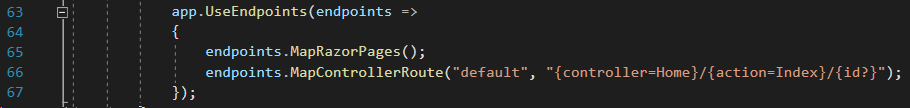 63 app.UseEndpoints(endpoints =>
64 {
65 endpoints.MapRazorPages();
66 endpoints.MapControllerRoute("default", "{controller=Home}/{action=Index}/{id?}");
67 });